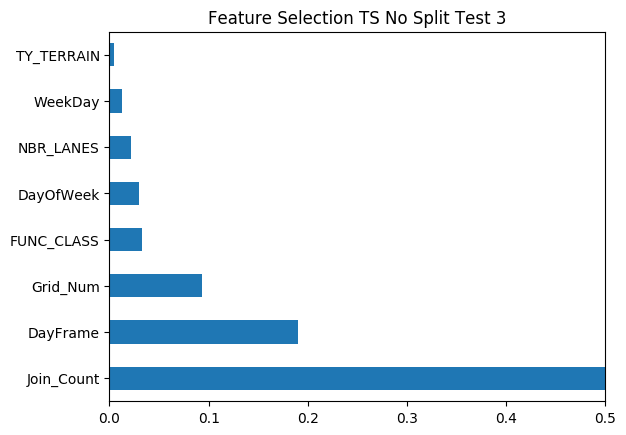 Feature Selection TS No Split Test 3
TY_TERRAIN
WeekDay
NBR_LANES
DayOfWeek
FUNC_CLASS
Grid_Num
DayFrame
Join_Count
0.0 0.1 0.2 0.3 0.4 0.5